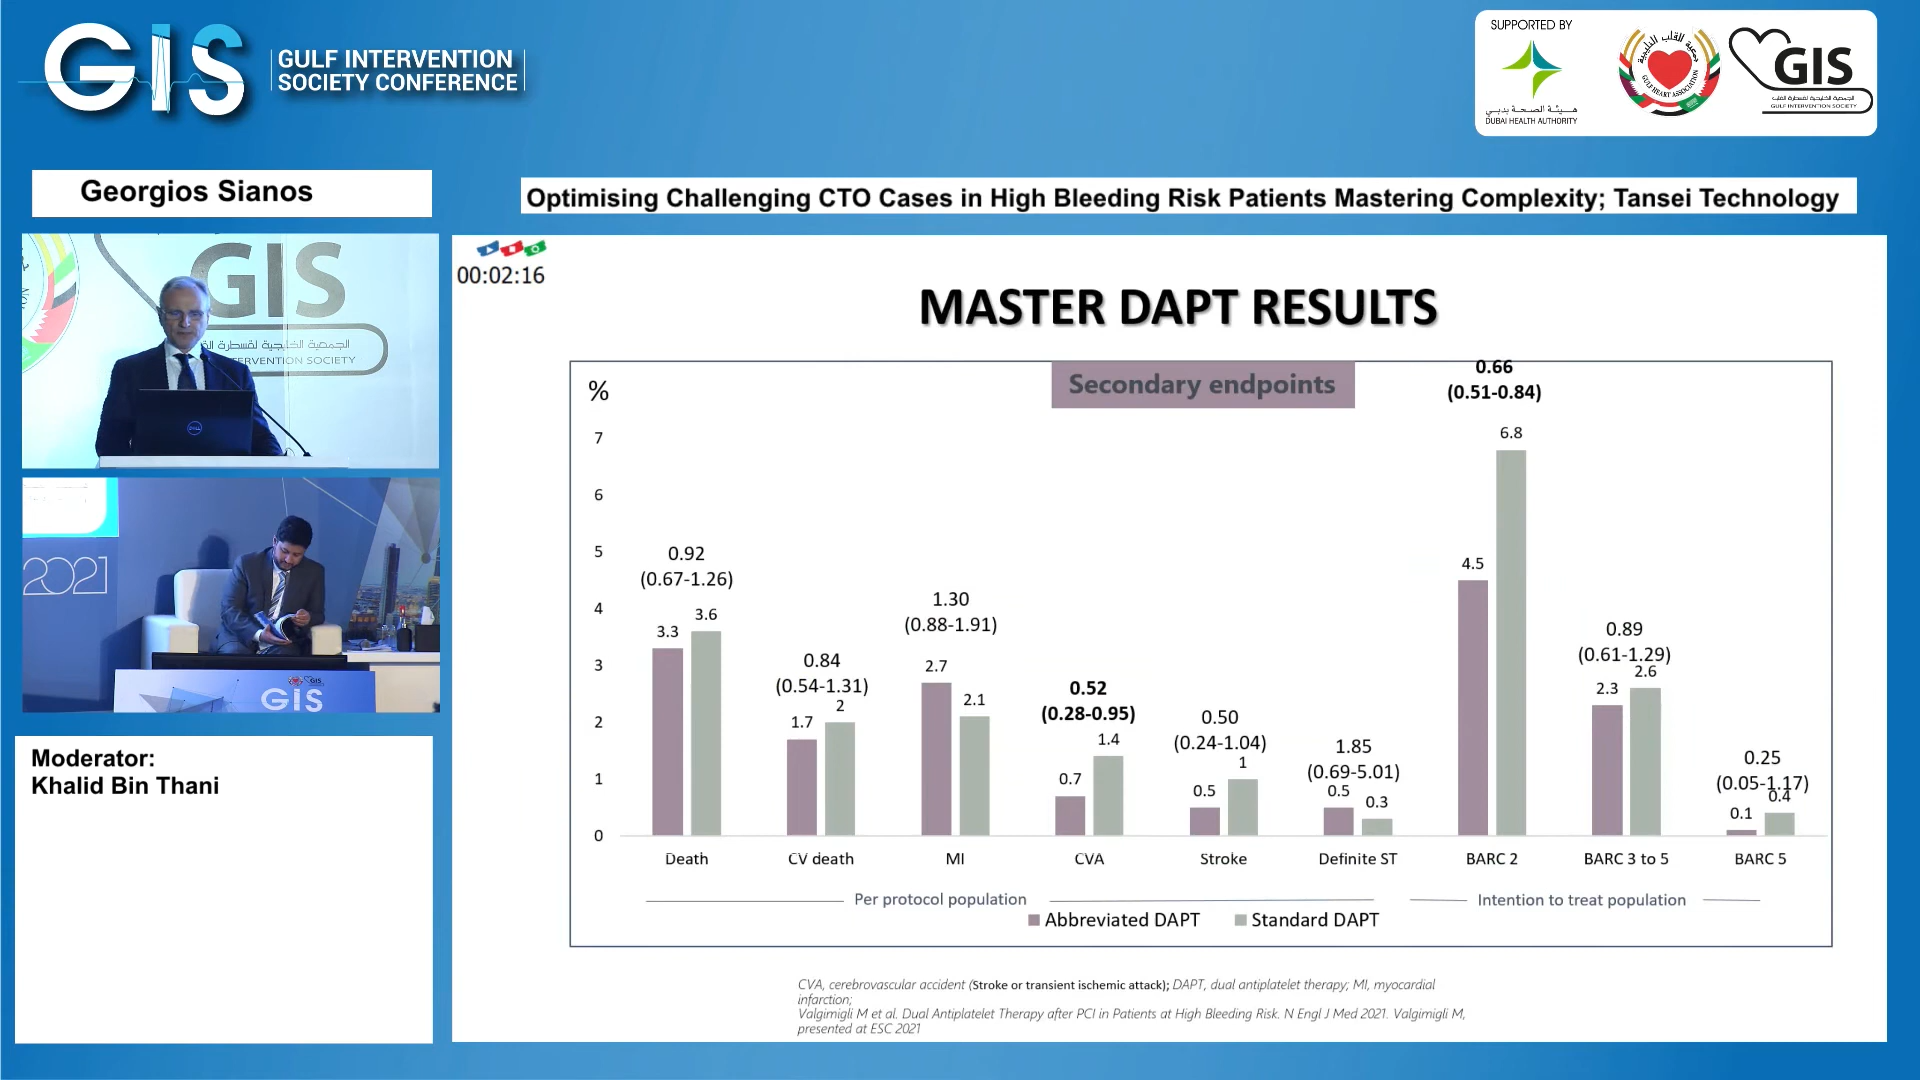 GIS
GULF INTERVENTION
SOCIETY CONFERENCE
SUPPORTED BY
هيئة الصحة بدبي
DUBAI HEALTH AUTHORITY
GULF HEART ASSOCIATION
GIS
الجمعية الخليجية لقسطرة القلب
GULF INTERVENTION SOCIETY
Georgios Sianos
Optimising Challenging CTO Cases in High Bleeding Risk Patients Mastering Complexity; Tansei Technology
GIS
ERVENTION SOCIETY
DELL
2021
GIS
GIS
Moderator:
Khalid Bin Thani
00:02:16
MASTER DAPT RESULTS
Secondary endpoints
%
7
6
5
4
3
2
1
0
0.92
(0.67-1.26)
3.3
3.6
0.84
(0.54-1.31)
1.7
2
1.30
(0.88-1.91)
2.7
2.1
0.52
(0.28-0.95)
0.7
1.4
0.50
(0.24-1.04)
0.5
1
1.85
(0.69-5.01)
0.5
0.3
0.66
(0.51-0.84)
4.5
6.8
0.89
(0.61-1.29)
2.3
2.6
0.25
(0.05-1.17)
0.1
0.4
Death CV death MI CVA Stroke Definite ST BARC 2 BARC 3 to 5 BARC 5
Per protocol population Intention to treat population
Abbreviated DAPT Standard DAPT
CVA, cerebrovascular accident (Stroke or transient ischemic attack); DAPT, dual antiplatelet therapy; MI, myocardial
infarction;
Valgimigli M et al. Dual Antiplatelet Therapy after PCI in Patients at High Bleeding Risk. N Engl J Med 2021. Valgimigli M,
presented at ESC 2021